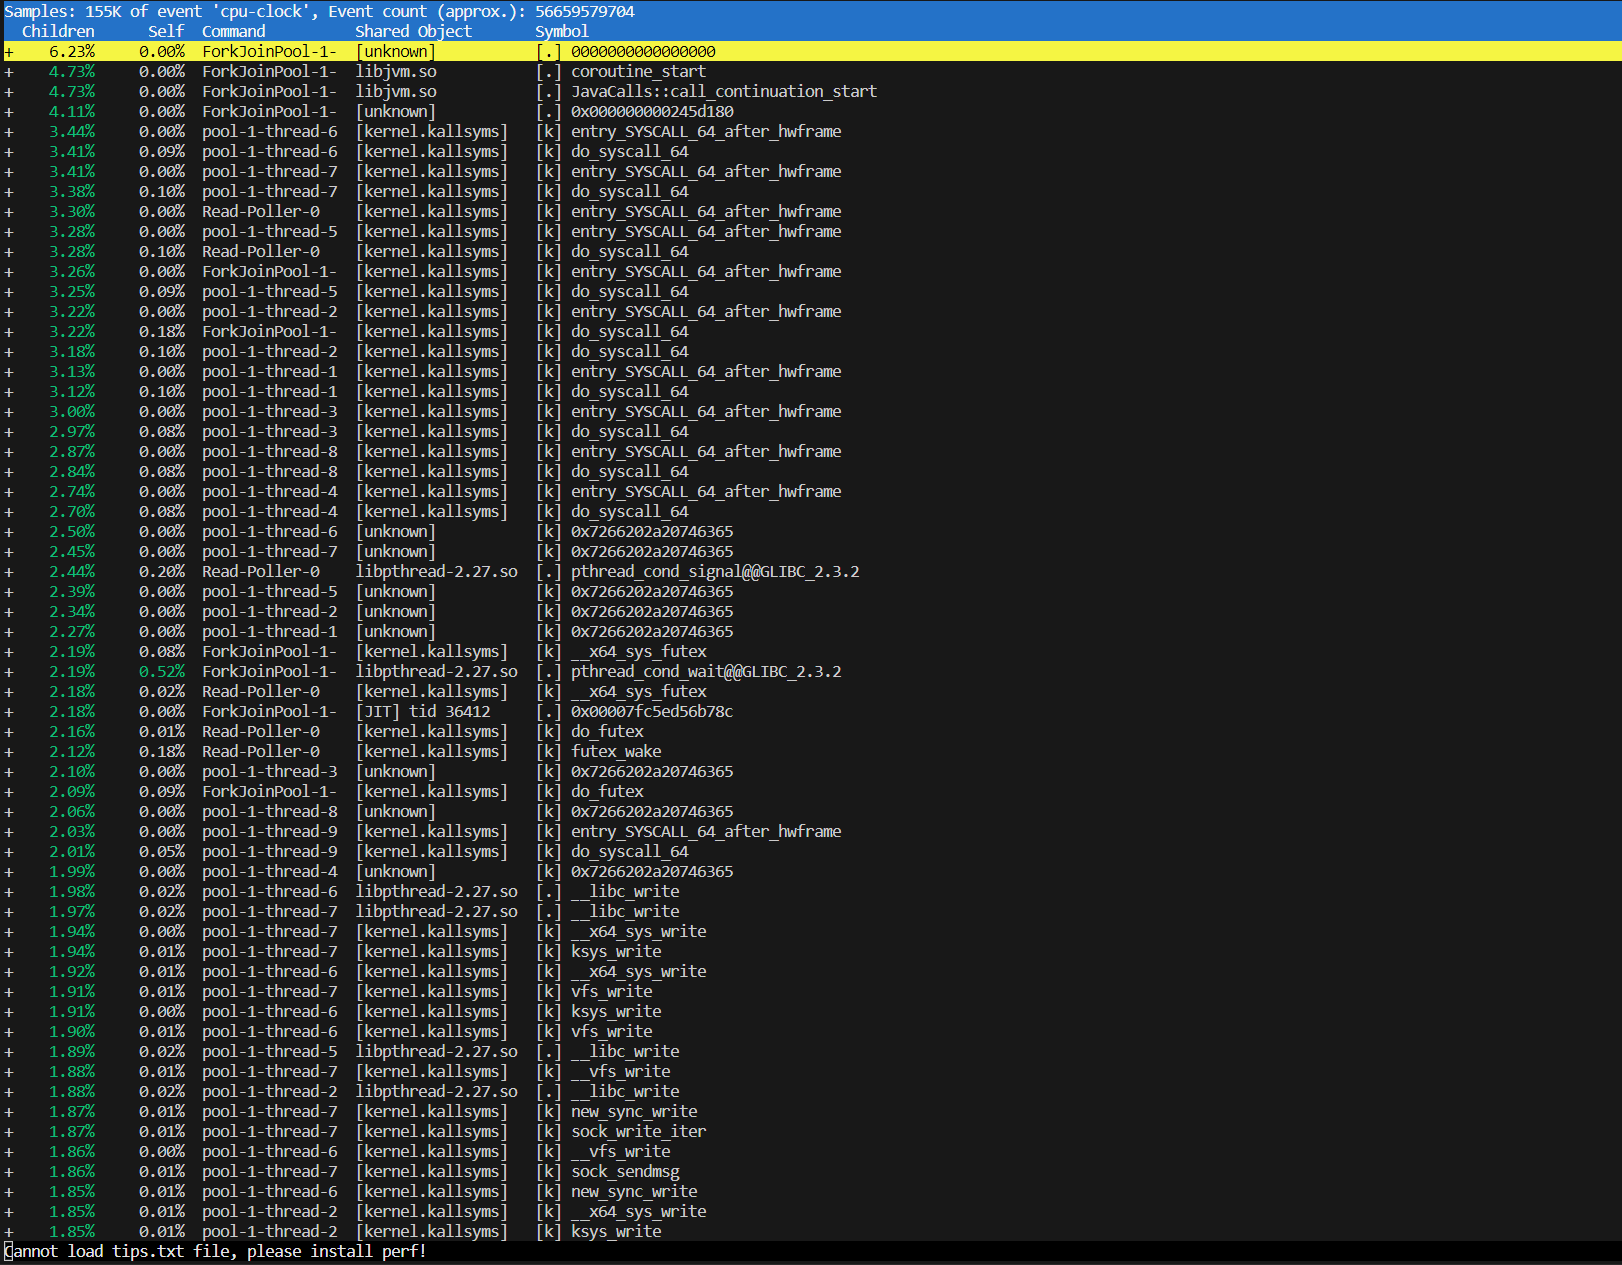 Samples: 155K of event 'cpu-clock', Event count (approx.): 56659579704
Children Self Command Shared Object Symbol
+ 6.23% 0.00% ForkJoinPool-1- [unknown] [.] 0000000000000000
+ 4.73% 0.00% ForkJoinPool-1- libjvm.so [.] coroutine_start
+ 4.73% 0.00% ForkJoinPool-1- libjvm.so [.] JavaCalls::call_continuation_start
+ 4.11% 0.00% ForkJoinPool-1- [unknown] [.] 0x000000000245d180
+ 3.44% 0.00% pool-1-thread-6 [kernel.kallsyms] [k] entry_SYSCALL_64_after_hwframe
+ 3.41% 0.09% pool-1-thread-6 [kernel.kallsyms] [k] do_syscall_64
+ 3.41% 0.00% pool-1-thread-7 [kernel.kallsyms] [k] entry_SYSCALL_64_after_hwframe
+ 3.38% 0.10% pool-1-thread-7 [kernel.kallsyms] [k] do_syscall_64
+ 3.30% 0.00% Read-Poller-0 [kernel.kallsyms] [k] entry_SYSCALL_64_after_hwframe
+ 3.28% 0.00% pool-1-thread-5 [kernel.kallsyms] [k] entry_SYSCALL_64_after_hwframe
+ 3.28% 0.10% Read-Poller-0 [kernel.kallsyms] [k] do_syscall_64
+ 3.26% 0.00% ForkJoinPool-1- [kernel.kallsyms] [k] entry_SYSCALL_64_after_hwframe
+ 3.25% 0.09% pool-1-thread-5 [kernel.kallsyms] [k] do_syscall_64
+ 3.22% 0.00% pool-1-thread-2 [kernel.kallsyms] [k] entry_SYSCALL_64_after_hwframe
+ 3.22% 0.18% ForkJoinPool-1- [kernel.kallsyms] [k] do_syscall_64
+ 3.18% 0.10% pool-1-thread-2 [kernel.kallsyms] [k] do_syscall_64
+ 3.13% 0.00% pool-1-thread-1 [kernel.kallsyms] [k] entry_SYSCALL_64_after_hwframe
+ 3.12% 0.10% pool-1-thread-1 [kernel.kallsyms] [k] do_syscall_64
+ 3.00% 0.00% pool-1-thread-3 [kernel.kallsyms] [k] entry_SYSCALL_64_after_hwframe
+ 2.97% 0.08% pool-1-thread-3 [kernel.kallsyms] [k] do_syscall_64
+ 2.87% 0.00% pool-1-thread-8 [kernel.kallsyms] [k] entry_SYSCALL_64_after_hwframe
+ 2.84% 0.08% pool-1-thread-8 [kernel.kallsyms] [k] do_syscall_64
+ 2.74% 0.00% pool-1-thread-4 [kernel.kallsyms] [k] entry_SYSCALL_64_after_hwframe
+ 2.70% 0.08% pool-1-thread-4 [kernel.kallsyms] [k] do_syscall_64
+ 2.50% 0.00% pool-1-thread-6 [unknown] [k] 0x7266202a20746365
+ 2.45% 0.00% pool-1-thread-7 [unknown] [k] 0x7266202a20746365
+ 2.44% 0.20% Read-Poller-0 libpthread-2.27.so [.] pthread_cond_signal@@GLIBC_2.3.2
+ 2.39% 0.00% pool-1-thread-5 [unknown] [k] 0x7266202a20746365
+ 2.34% 0.00% pool-1-thread-2 [unknown] [k] 0x7266202a20746365
+ 2.27% 0.00% pool-1-thread-1 [unknown] [k] 0x7266202a20746365
+ 2.19% 0.08% ForkJoinPool-1- [kernel.kallsyms] [k] __x64_sys_futex
+ 2.19% 0.52% ForkJoinPool-1- libpthread-2.27.so [.] pthread_cond_wait@@GLIBC_2.3.2
+ 2.18% 0.02% Read-Poller-0 [kernel.kallsyms] [k] __x64_sys_futex
+ 2.18% 0.00% ForkJoinPool-1- [JIT] tid 36412 [.] 0x00007fc5ed56b78c
+ 2.16% 0.01% Read-Poller-0 [kernel.kallsyms] [k] do_futex
+ 2.12% 0.18% Read-Poller-0 [kernel.kallsyms] [k] futex_wake
+ 2.10% 0.00% pool-1-thread-3 [unknown] [k] 0x7266202a20746365
+ 2.09% 0.09% ForkJoinPool-1- [kernel.kallsyms] [k] do_futex
+ 2.06% 0.00% pool-1-thread-8 [unknown] [k] 0x7266202a20746365
+ 2.03% 0.00% pool-1-thread-9 [kernel.kallsyms] [k] entry_SYSCALL_64_after_hwframe
+ 2.01% 0.05% pool-1-thread-9 [kernel.kallsyms] [k] do_syscall_64
+ 1.99% 0.00% pool-1-thread-4 [unknown] [k] 0x7266202a20746365
+ 1.98% 0.02% pool-1-thread-6 libpthread-2.27.so [.] __libc_write
+ 1.97% 0.02% pool-1-thread-7 libpthread-2.27.so [.] __libc_write
+ 1.94% 0.00% pool-1-thread-7 [kernel.kallsyms] [k] __x64_sys_write
+ 1.94% 0.01% pool-1-thread-7 [kernel.kallsyms] [k] ksys_write
+ 1.92% 0.01% pool-1-thread-6 [kernel.kallsyms] [k] __x64_sys_write
+ 1.91% 0.01% pool-1-thread-7 [kernel.kallsyms] [k] vfs_write
+ 1.91% 0.00% pool-1-thread-6 [kernel.kallsyms] [k] ksys_write
+ 1.90% 0.01% pool-1-thread-6 [kernel.kallsyms] [k] vfs_write
+ 1.89% 0.02% pool-1-thread-5 libpthread-2.27.so [.] __libc_write
+ 1.88% 0.01% pool-1-thread-7 [kernel.kallsyms] [k] __vfs_write
+ 1.88% 0.02% pool-1-thread-2 libpthread-2.27.so [.] __libc_write
+ 1.87% 0.01% pool-1-thread-7 [kernel.kallsyms] [k] new_sync_write
+ 1.87% 0.01% pool-1-thread-7 [kernel.kallsyms] [k] sock_write_iter
+ 1.86% 0.00% pool-1-thread-6 [kernel.kallsyms] [k] __vfs_write
+ 1.86% 0.01% pool-1-thread-7 [kernel.kallsyms] [k] sock_sendmsg
+ 1.85% 0.01% pool-1-thread-6 [kernel.kallsyms] [k] new_sync_write
+ 1.85% 0.01% pool-1-thread-2 [kernel.kallsyms] [k] __x64_sys_write
+ 1.85% 0.01% pool-1-thread-2 [kernel.kallsyms] [k] ksys_write
Cannot load tips.txt file, please install perf!